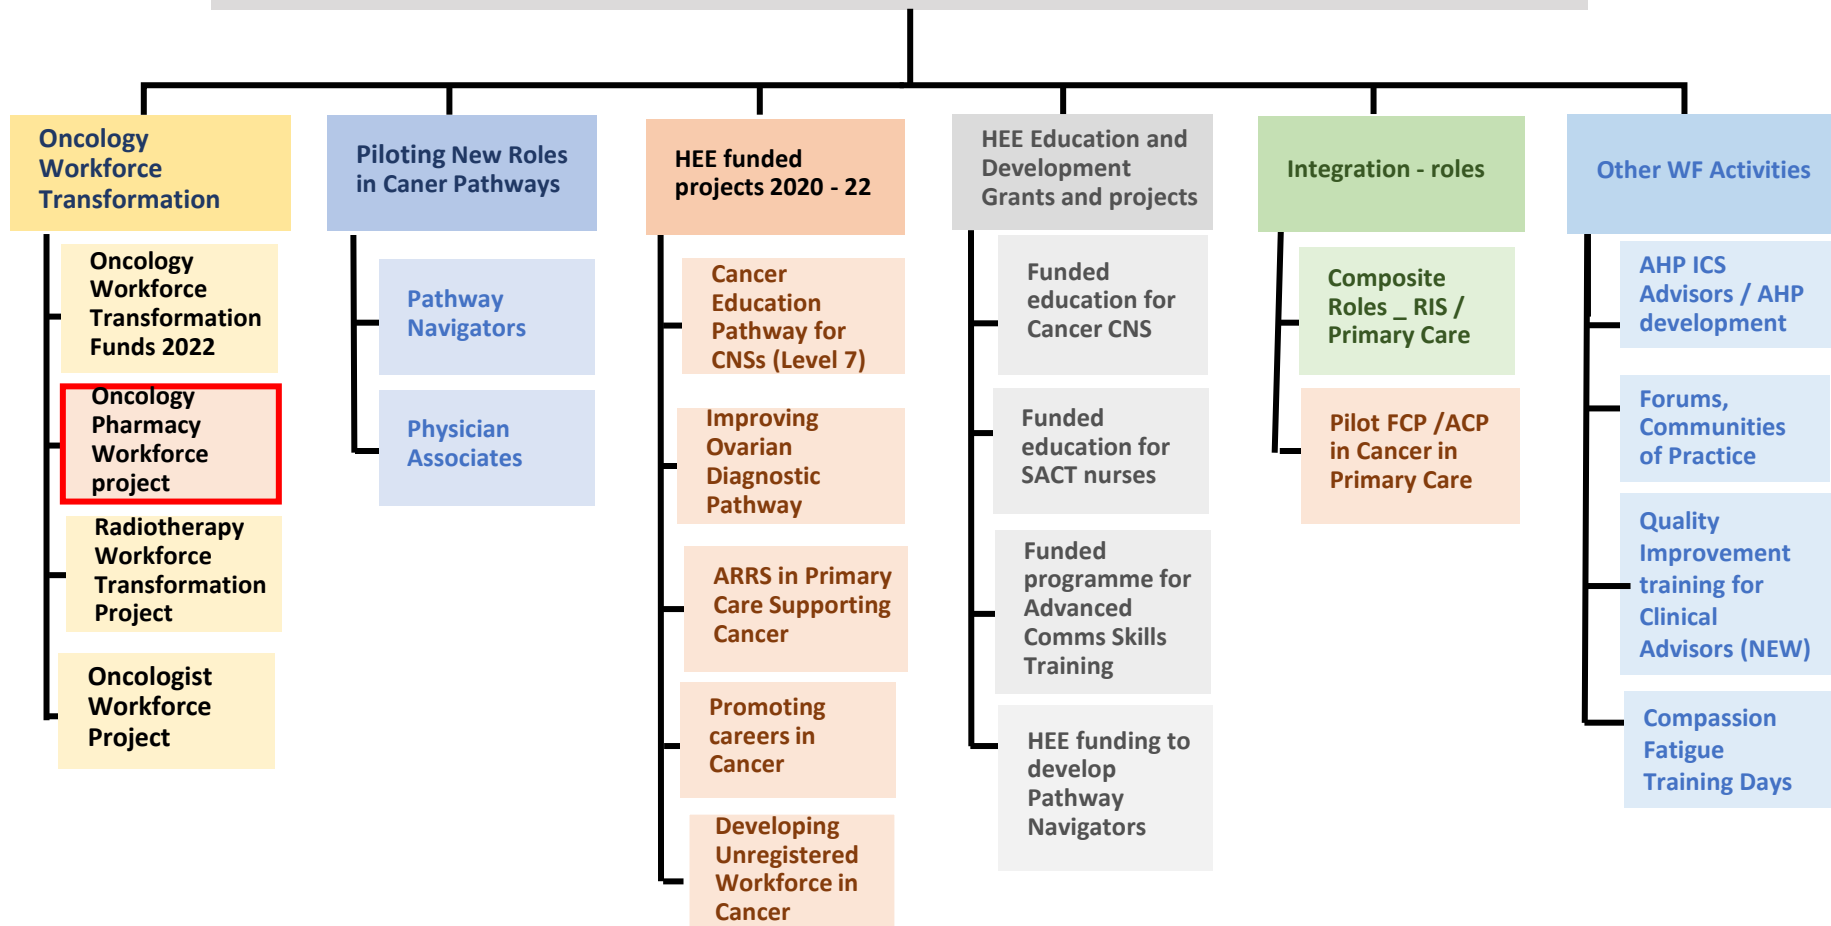 Oncology
Workforce
Transformation
Oncology
Workforce
Transformation
Funds 2022
Oncology
Pharmacy
Workforce
project
Radiotherapy
Workforce
Transformation
Project
Oncologist
Workforce
Project
Piloting New Roles
in Caner Pathways
Pathway
Navigators
Physician
Associates
HEE funded
projects 2020 - 22
Cancer
Education
Pathway for
CNSs (Level 7)
Improving
Ovarian
Diagnostic
Pathway
ARRS in Primary
Care Supporting
Cancer
Promoting
careers in
Cancer
Developing
Unregistered
Workforce in
Cancer
HEE Education and
Development
Grants and projects
Funded
education for
Cancer CNS
Funded
education for
SACT nurses
Funded
programme for
Advanced
Comms Skills
Training
HEE funding to
develop
Pathway
Navigators
Integration - roles
Composite
Roles _ RIS /
Primary Care
Pilot FCP /ACP
in Cancer in
Primary Care
Other WF Activities
AHP ICS
Advisors / AHP
development
Forums,
Communities
of Practice
Quality
Improvement
training for
Clinical
Advisors (NEW)
Compassion
Fatigue
Training Days